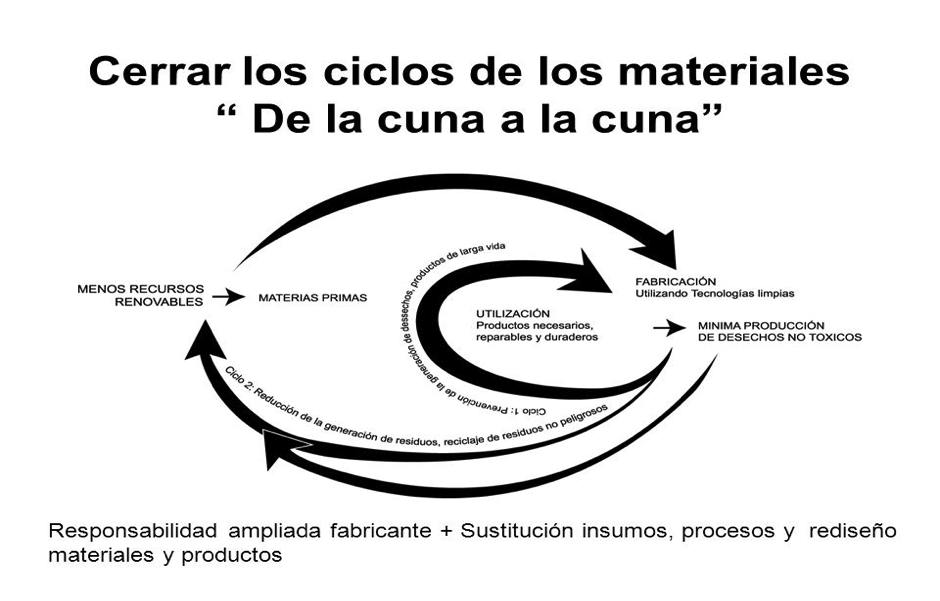 Cerrar los ciclos de los materiales
“ De la cuna a la cuna”
MENOS RECURSOS
RENOVABLES
MATERIAS PRIMAS
Ciclo 1: Prevención de la generación de dessechos, productos de larga vida
UTILIZACIÓN
Productos necesarios,
reparables y duraderos
FABRICACIÓN
Utilizando Tecnologías limpias
MINIMA PRODUCCIÓN
DE DESECHOS NO TOXICOS
Ciclo 2: Reducción de la generación de residuos, reciclaje de residuos no peligrosos
Responsabilidad ampliada fabricante + Sustitución insumos, procesos y rediseño
materiales y productos